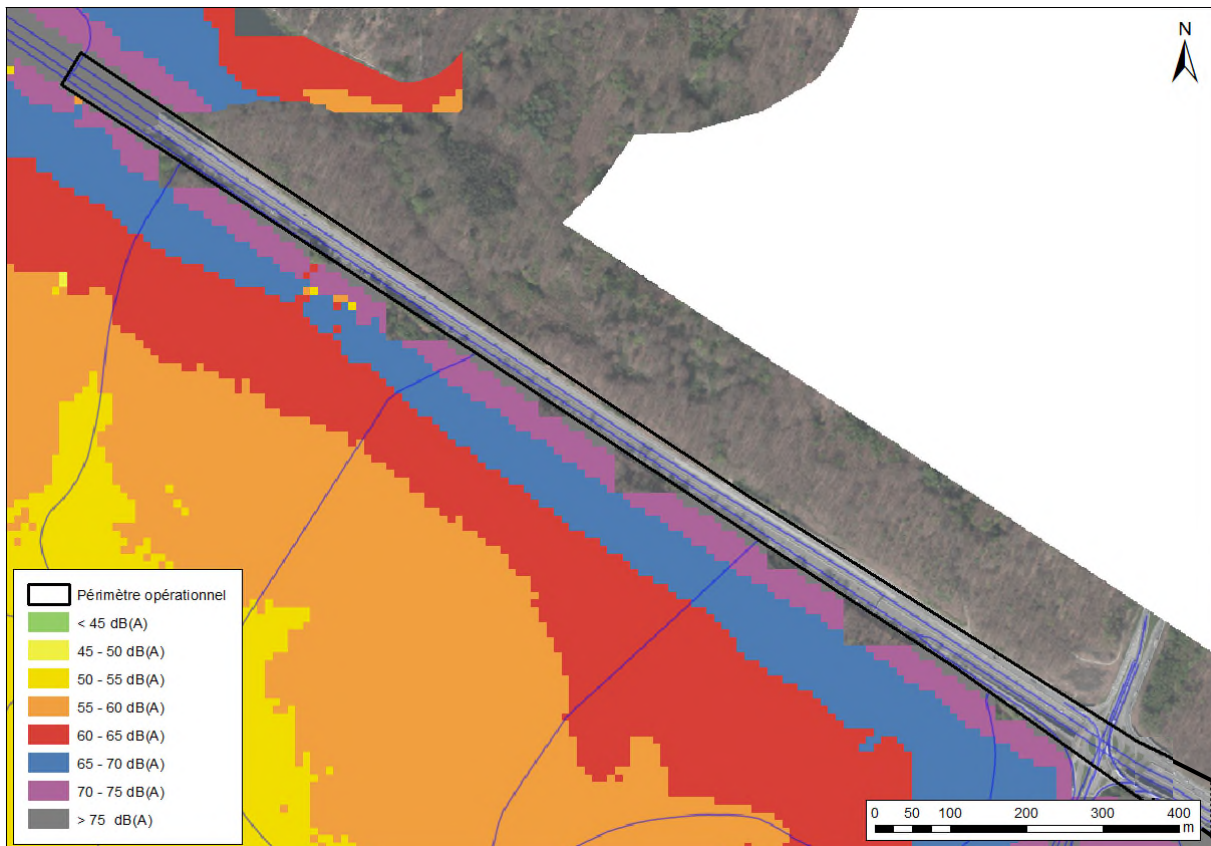 N
Périmètre opérationnel
< 45 dB(A)
45 - 50 dB(A)
50 - 55 dB(A)
55 - 60 dB(A)
60 - 65 dB(A)
65 - 70 dB(A)
70 - 75 dB(A)
> 75 dB(A)
0 50 100 200 300 400
m